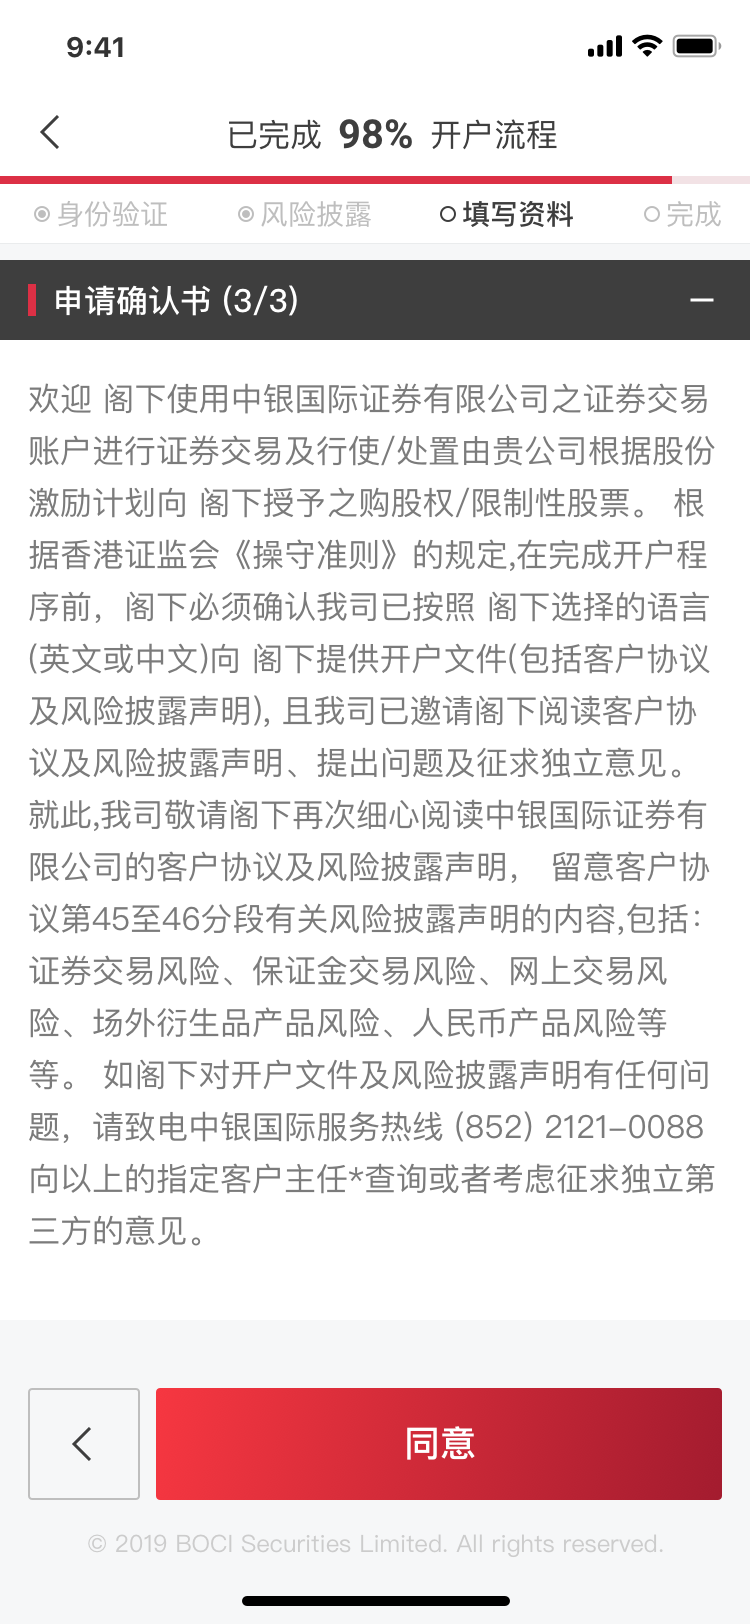 9:41
已完成 98% 开户流程
身份验证 风险披露 填写资料 完成
申请确认书 (3/3)
欢迎 阁下使用中银国际证券有限公司之证券交易
账户进行证券交易及行使/处置由贵公司根据股份
激励计划向 阁下授予之购股权/限制性股票。 根
据香港证监会《操守准则》的规定,在完成开户程
序前，阁下必须确认我司已按照 阁下选择的语言
(英文或中文)向 阁下提供开户文件(包括客户协议
及风险披露声明), 且我司已邀请阁下阅读客户协
议及风险披露声明、提出问题及征求独立意见。
就此,我司敬请阁下再次细心阅读中银国际证券有
限公司的客户协议及风险披露声明， 留意客户协
议第45至46分段有关风险披露声明的内容,包括：
证券交易风险、保证金交易风险、网上交易风
险、场外衍生品产品风险、人民币产品风险等
等。 如阁下对开户文件及风险披露声明有任何问
题，请致电中银国际服务热线 (852) 2121-0088
向以上的指定客户主任*查询或者考虑征求独立第
三方的意见。
同意
© 2019 BOCI Securities Limited. All rights reserved.